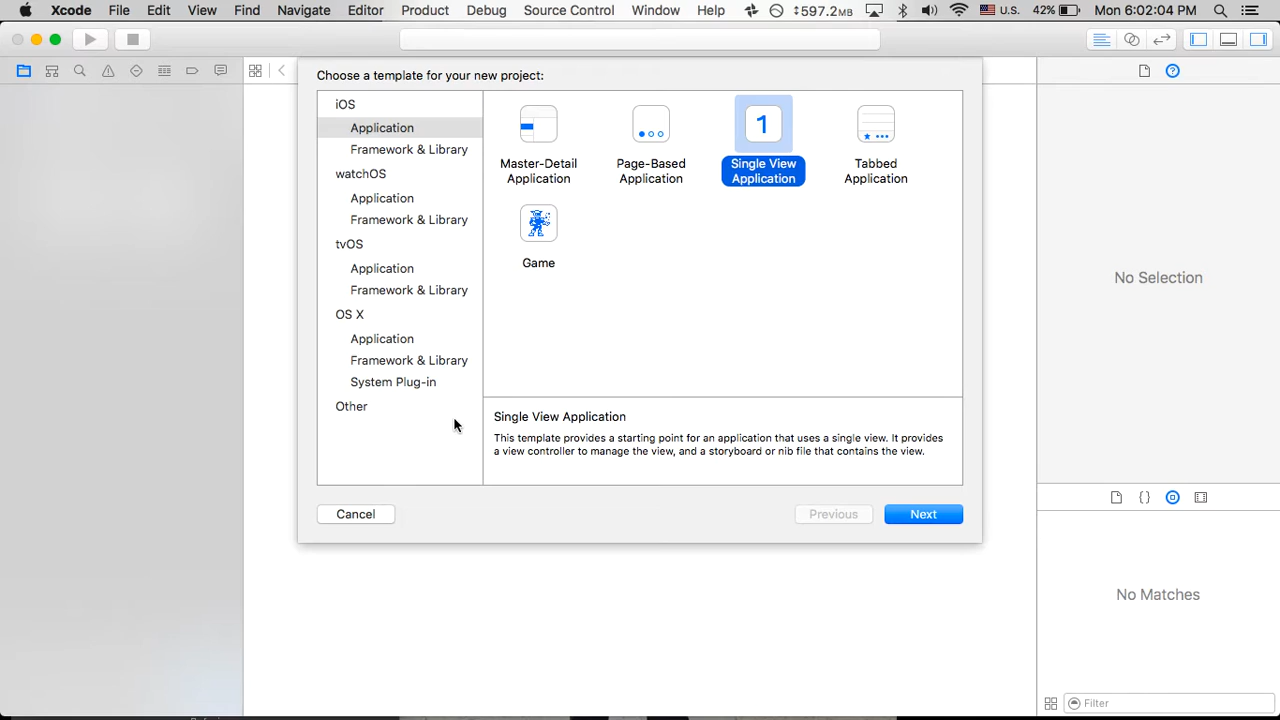 Xcode File Edit View Find Navigate Editor Product Debug Source Control Window Help 597.2MB U.S. 42% Mon 6:02:04 PM
Choose a template for your new project:
iOS
Application
Framework & Library
watchOS
Application
Framework & Library
tvOS
Application
Framework & Library
OS X
Application
Framework & Library
System Plug-in
Other
Master-Detail
Application
Page-Based
Application
1
Single View
Application
Tabbed
Application
Game
Single View Application
This template provides a starting point for an application that uses a single view. It provides
a view controller to manage the view, and a storyboard or nib file that contains the view.
Cancel
Previous
Next
No Selection
No Matches
Filter